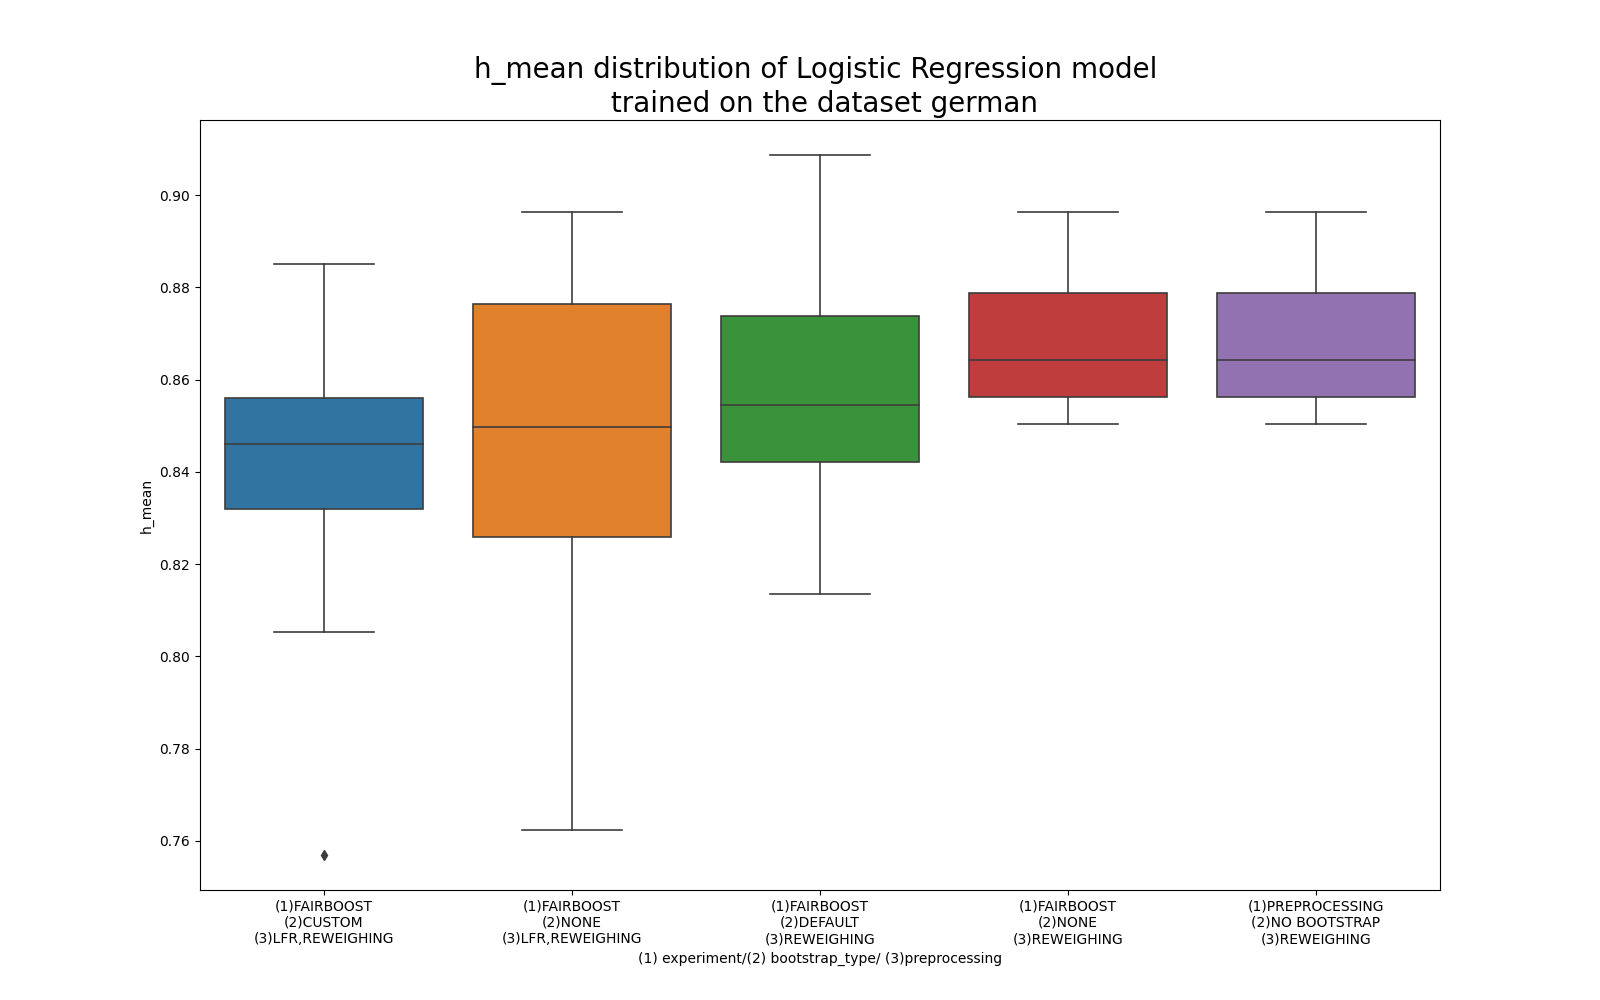 h_mean distribution of Logistic Regression model
trained on the dataset german
h_mean
0.90
0.88
0.86
0.84
0.82
0.80
0.78
0.76
(1)FAIRBOOST
(2)CUSTOM
(3)LFR,REWEIGHING
(1)FAIRBOOST
(2)NONE
(3)LFR,REWEIGHING
(1)FAIRBOOST
(2)DEFAULT
(3)REWEIGHING
(1)FAIRBOOST
(2)NONE
(3)REWEIGHING
(1)PREPROCESSING
(2)NO BOOTSTRAP
(3)REWEIGHING
(1) experiment/(2) bootstrap_type/ (3)preprocessing